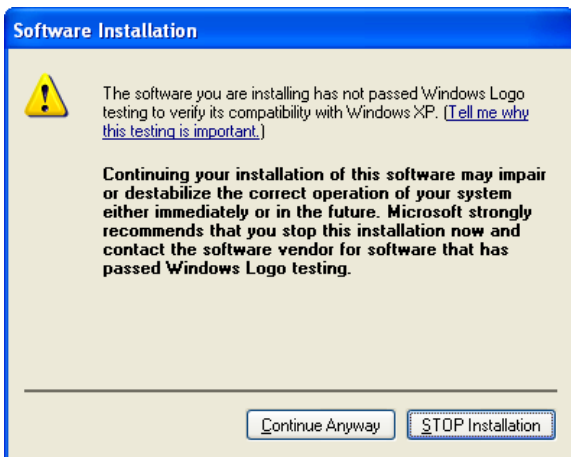 Software Installation
The software you are installing has not passed Windows Logo
testing to verify its compatibility with Windows XP. (Tell me why
this testing is important.)
Continuing your installation of this software may impair
or destabilize the correct operation of your system
either immediately or in the future. Microsoft strongly
recommends that you stop this installation now and
contact the software vendor for software that has
passed Windows Logo testing.
Continue Anyway
STOP Installation